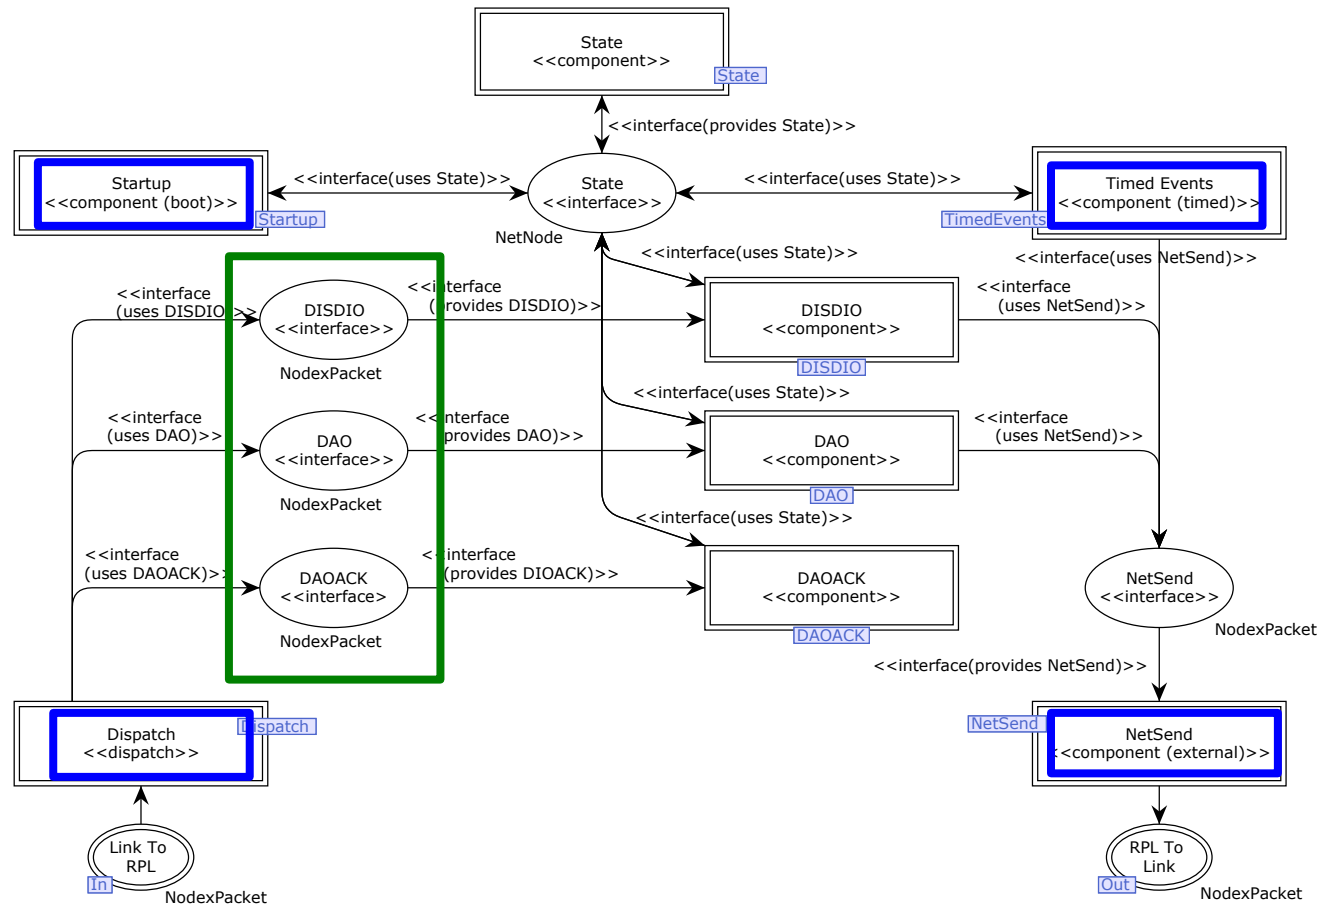 State
<<component>>
State
<<interface(provides State)>>
Startup
<<component (boot)>>
Startup
<<interface(uses State)>>
State
<<interface>>
NetNode
<<interface(uses State)>>
Timed Events
<<component (timed)>>
TimedEvents
<<interface(uses State)>>
<<interface(uses NetSend)>>
<<interface
(uses DISDIO)>>
DISDIO
<<interface>>
NodexPacket
<<interface
(provides DISDIO)>>
DISDIO
<<component>>
DISDIO
<<interface
(uses NetSend)>>
<<interface(uses State)>>
<<interface
(uses DAO)>>
DAO
<<interface>>
NodexPacket
<<interface
(provides DAO)>>
DAO
<<component>>
DAO
<<interface
(uses NetSend)>>
<<interface(uses State)>>
<<interface
(uses DAOACK)>>
DAOACK
<<interface>
NodexPacket
<<interface
(provides DIOACK)>>
DAOACK
<<component>>
DAOACK
NetSend
<<interface>>
NodexPacket
<<interface(provides NetSend)>>
Dispatch
<<dispatch>>
Dispatch
NetSend
NetSend
<<component (external)>>
Link To
RPL
In
NodexPacket
RPL To
Link
Out
NodexPacket